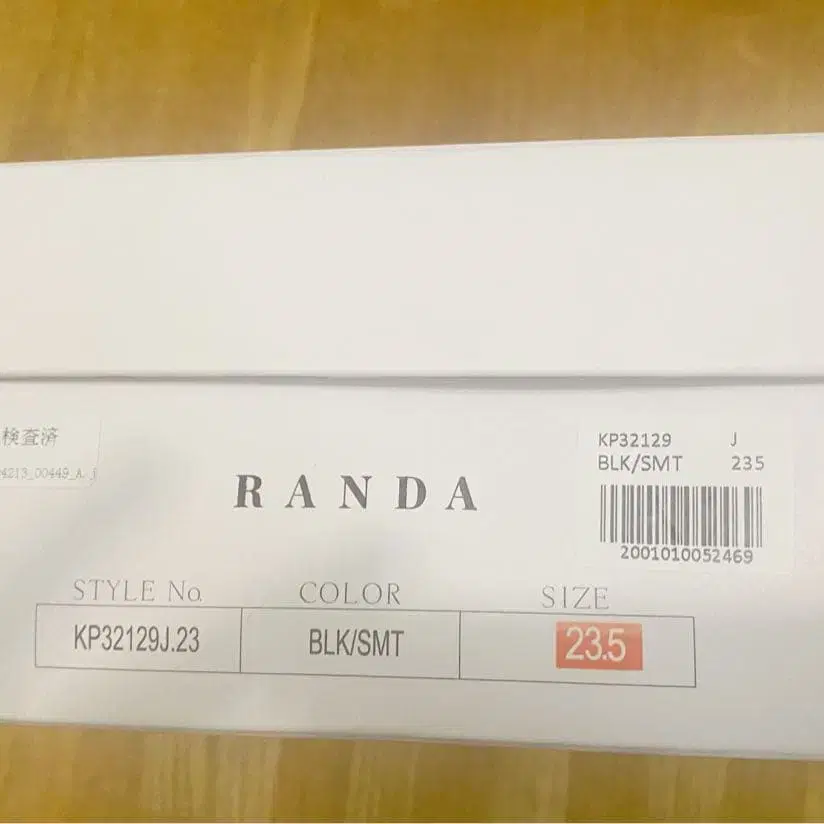 検査済
4213_00449_A.j
RANDA
KP32129 J
BLK/SMT 235
2001010052469
STYLE No. COLOR SIZE
KP32129J.23 BLK/SMT 23.5